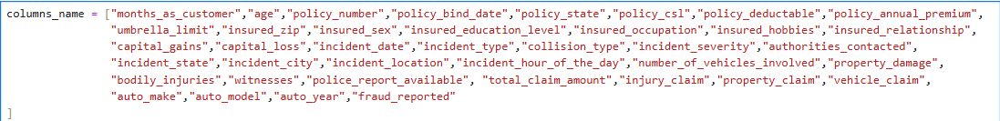 columns_name = ["months_as_customer","age","policy_number","policy_bind_date","policy_state","policy_csl","policy_deductable","policy_annual_premium",
"umbrella_limit","insured_zip","insured_sex","insured_education_level","insured_occupation","insured_hobbies","insured_relationship",
"capital_gains","capital_loss","incident_date","incident_type","collision_type","incident_severity","authorities_contacted",
"incident_state","incident_city","incident_location","incident_hour_of_the_day","number_of_vehicles_involved","property_damage",
"bodily_injuries","witnesses","police_report_available", "total_claim_amount","injury_claim","property_claim","vehicle_claim",
"auto_make","auto_model","auto_year","fraud_reported"
]